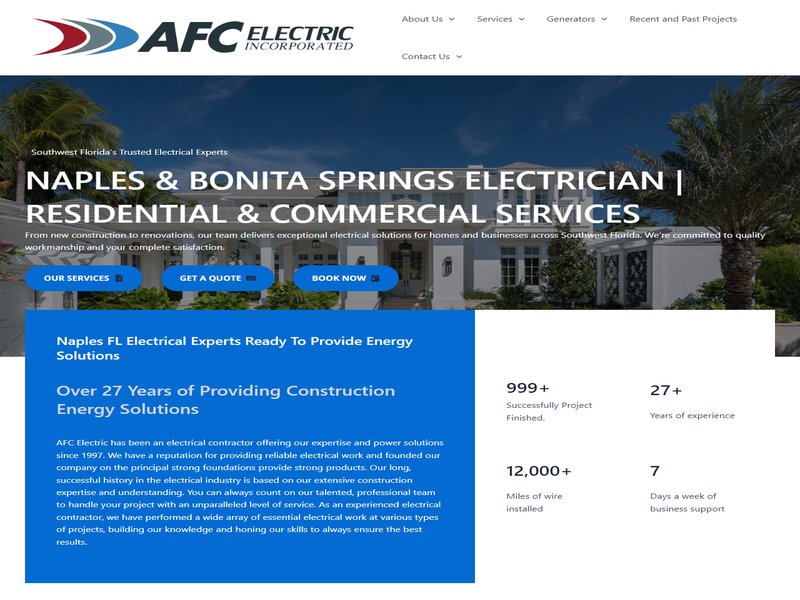 AFC ELECTRIC
INCORPORATED
About Us
Services
Generators
Recent and Past Projects
Contact Us
Southwest Florida's Trusted Electrical Experts
NAPLES & BONITA SPRINGS ELECTRICIAN |
RESIDENTIAL & COMMERCIAL SERVICES
From new construction to renovations, our team delivers exceptional electrical solutions for homes and businesses across Southwest Florida. We're committed to quality
workmanship and your complete satisfaction.
OUR SERVICES
GET A QUOTE
BOOK NOW
Naples FL Electrical Experts Ready To Provide Energy
Solutions
Over 27 Years of Providing Construction
Energy Solutions
AFC Electric has been an electrical contractor offering our expertise and power solutions
since 1997. We have a reputation for providing reliable electrical work and founded our
company on the principal strong foundations provide strong products. Our long,
successful history in the electrical industry is based on our extensive construction
expertise and understanding. You can always count on our talented, professional team
to handle your project with an unparalleled level of service. As an experienced electrical
contractor, we have performed a wide array of essential electrical work at various types
of projects, building our knowledge and honing our skills to always ensure the best
results.
999+
Successfully Project
Finished.
27+
Years of experience
12,000+
Miles of wire
installed
7
Days a week of
business support